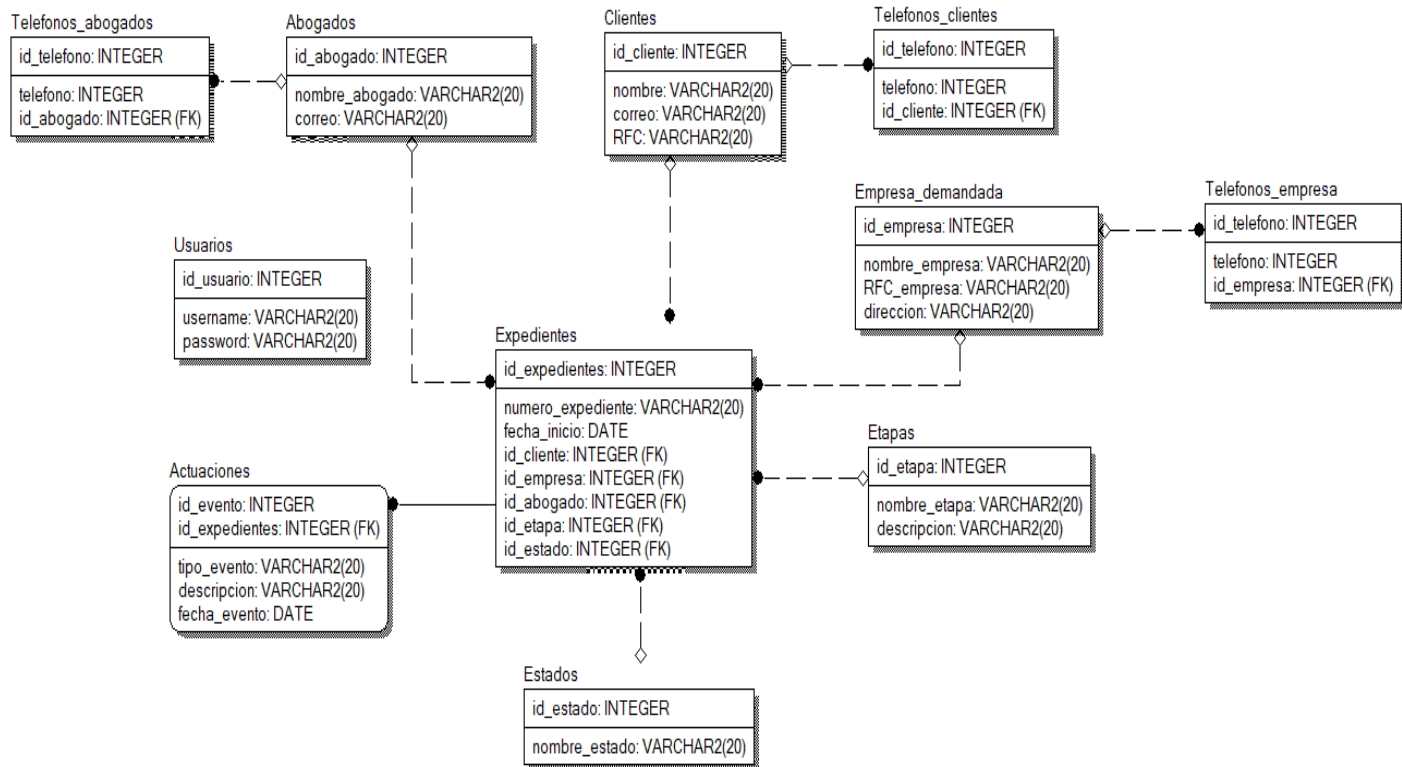 Telefonos_abogados
id_telefono: INTEGER
telefono: INTEGER
id_abogado: INTEGER (FK)
Abogados
id_abogado: INTEGER
nombre_abogado: VARCHAR2(20)
correo: VARCHAR2(20)
Clientes
id_cliente: INTEGER
nombre: VARCHAR2(20)
correo: VARCHAR2(20)
RFC: VARCHAR2(20)
Telefonos_clientes
id_telefono: INTEGER
telefono: INTEGER
id_cliente: INTEGER (FK)
Empresa_demandada
id_empresa: INTEGER
nombre_empresa: VARCHAR2(20)
RFC_empresa: VARCHAR2(20)
direccion: VARCHAR2(20)
Telefonos_empresa
id_telefono: INTEGER
telefono: INTEGER
id_empresa: INTEGER (FK)
Usuarios
id_usuario: INTEGER
username: VARCHAR2(20)
password: VARCHAR2(20)
Expedientes
id_expedientes: INTEGER
numero_expediente: VARCHAR2(20)
fecha_inicio: DATE
id_cliente: INTEGER (FK)
id_empresa: INTEGER (FK)
id_abogado: INTEGER (FK)
id_etapa: INTEGER (FK)
id_estado: INTEGER (FK)
Etapas
id_etapa: INTEGER
nombre_etapa: VARCHAR2(20)
descripcion: VARCHAR2(20)
Actuaciones
id_evento: INTEGER
id_expedientes: INTEGER (FK)
tipo_evento: VARCHAR2(20)
descripcion: VARCHAR2(20)
fecha_evento: DATE
Estados
id_estado: INTEGER
nombre_estado: VARCHAR2(20)